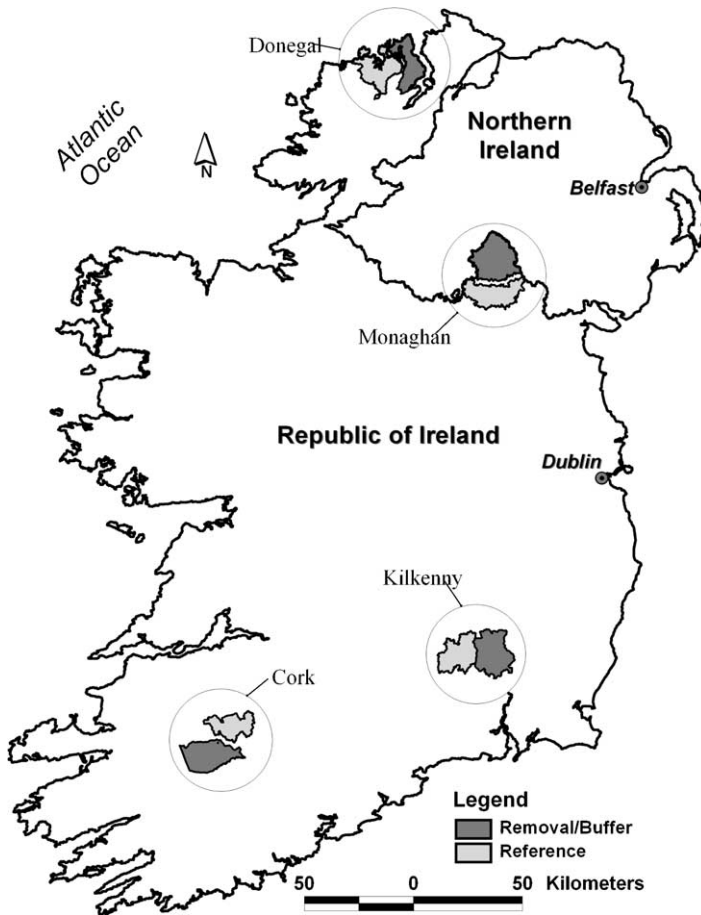 Donegal
Atlantic
Ocean
N
Northern
Ireland
Belfast
Monaghan
Republic of Ireland
Dublin
Kilkenny
Cork
Legend
Removal/Buffer
Reference
50 0 50 Kilometers